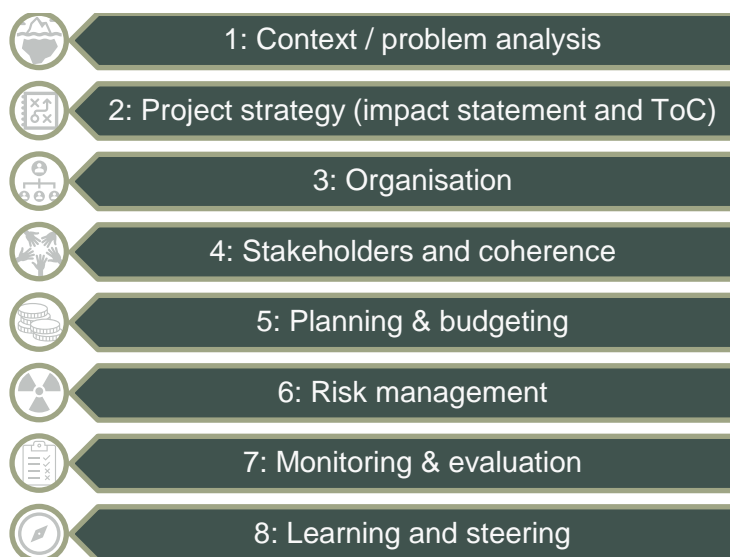 1: Context / problem analysis
2: Project strategy (impact statement and ToC)
3: Organisation
4: Stakeholders and coherence
5: Planning & budgeting
6: Risk management
7: Monitoring & evaluation
8: Learning and steering